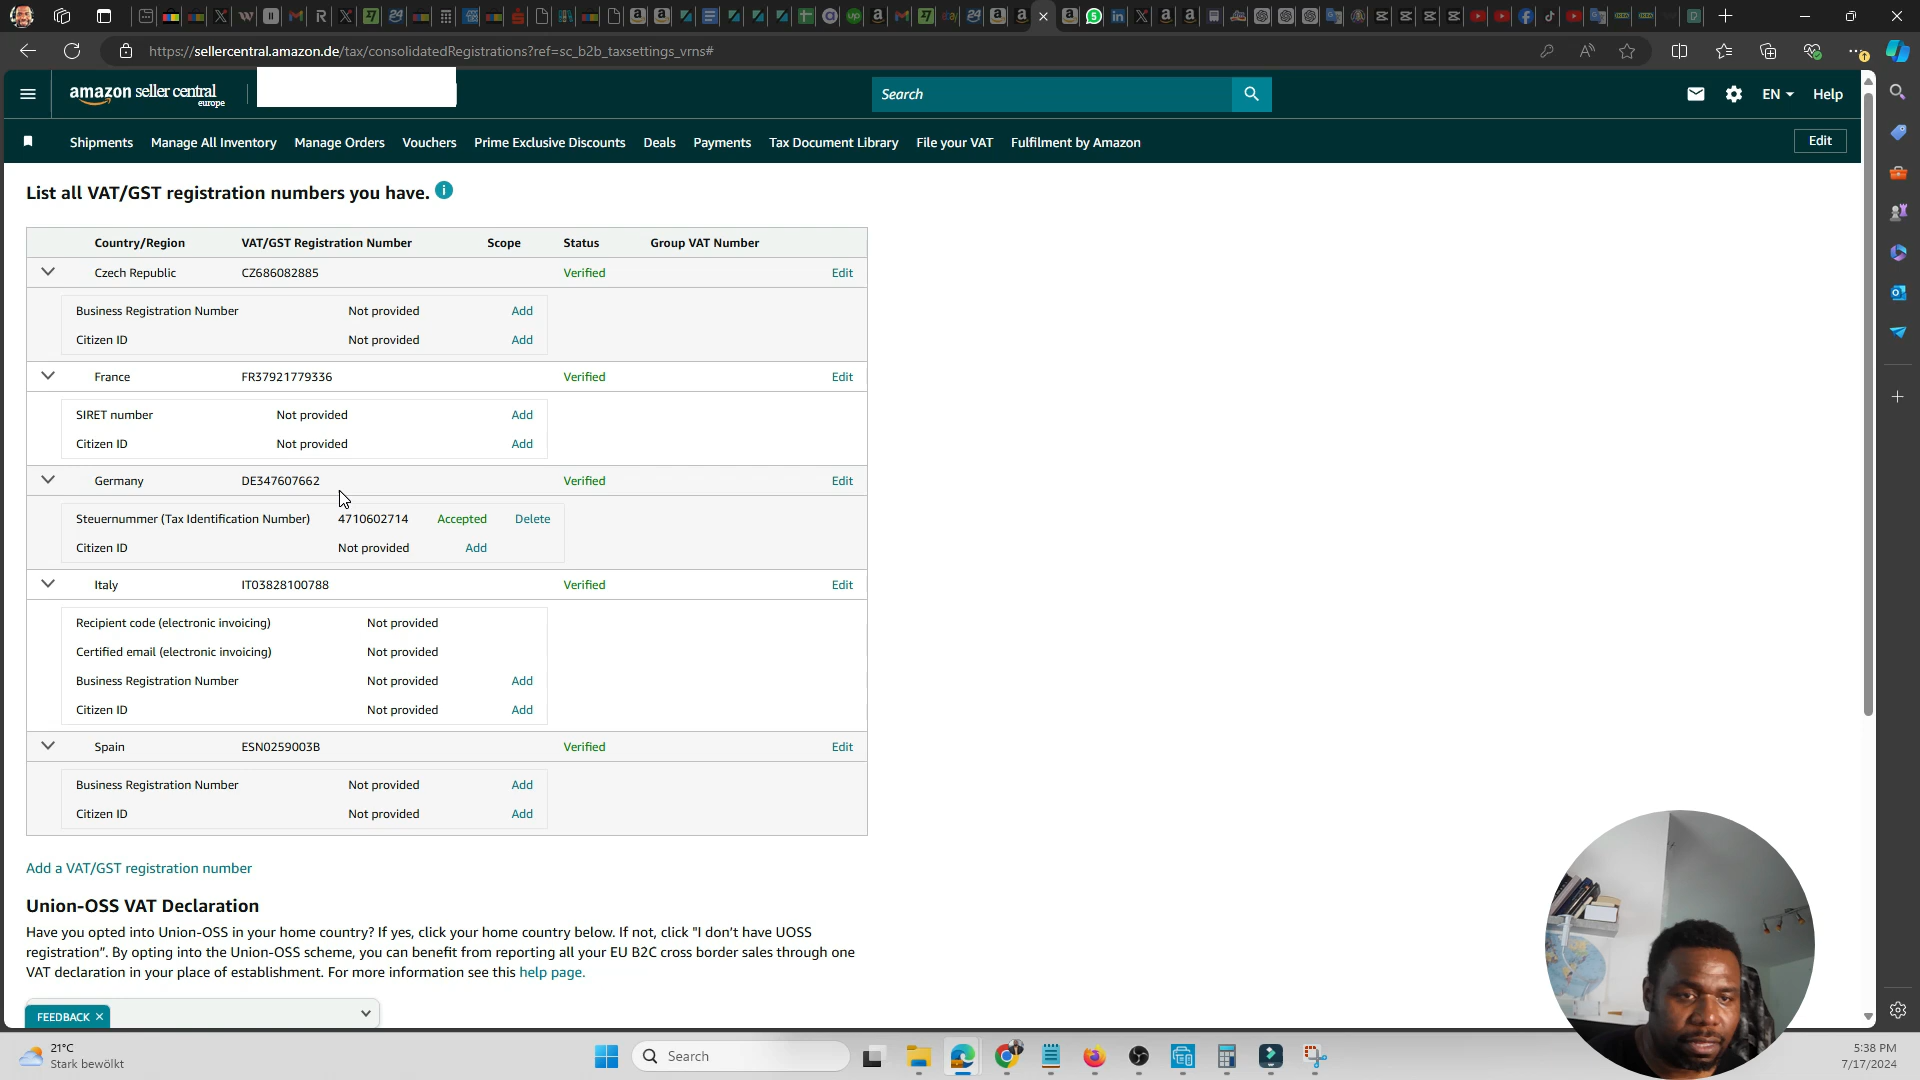 https://sellercentral.amazon.de/tax/consolidatedRegistrations?ref=sc_b2b_taxsettings_vrns#
amazon seller central
europe
Search
EN
Help
Shipments Manage All Inventory Manage Orders Vouchers Prime Exclusive Discounts Deals Payments Tax Document Library File your VAT Fulfilment by Amazon
Edit
List all VAT/GST registration numbers you have.
Country/Region VAT/GST Registration Number Scope Status Group VAT Number
Czech Republic CZ686082885 Verified Edit
Business Registration Number Not provided Add
Citizen ID Not provided Add
France FR37921779336 Verified Edit
SIRET number Not provided Add
Citizen ID Not provided Add
Germany DE347607662 Verified Edit
Steuernummer (Tax Identification Number) 4710602714 Accepted Delete
Citizen ID Not provided Add
Italy IT03828100788 Verified Edit
Recipient code (electronic invoicing) Not provided
Certified email (electronic invoicing) Not provided
Business Registration Number Not provided Add
Citizen ID Not provided Add
Spain ESN0259003B Verified Edit
Business Registration Number Not provided Add
Citizen ID Not provided Add
Add a VAT/GST registration number
Union-OSS VAT Declaration
Have you opted into Union-OSS in your home country? If yes, click your home country below. If not, click "I don't have UOSS
registration". By opting into the Union-OSS scheme, you can benefit from reporting all your EU B2C cross border sales through one
VAT declaration in your place of establishment. For more information see this help page.
FEEDBACK ×
21°C
Stark bewölkt
Search
5:38 PM
7/17/2024